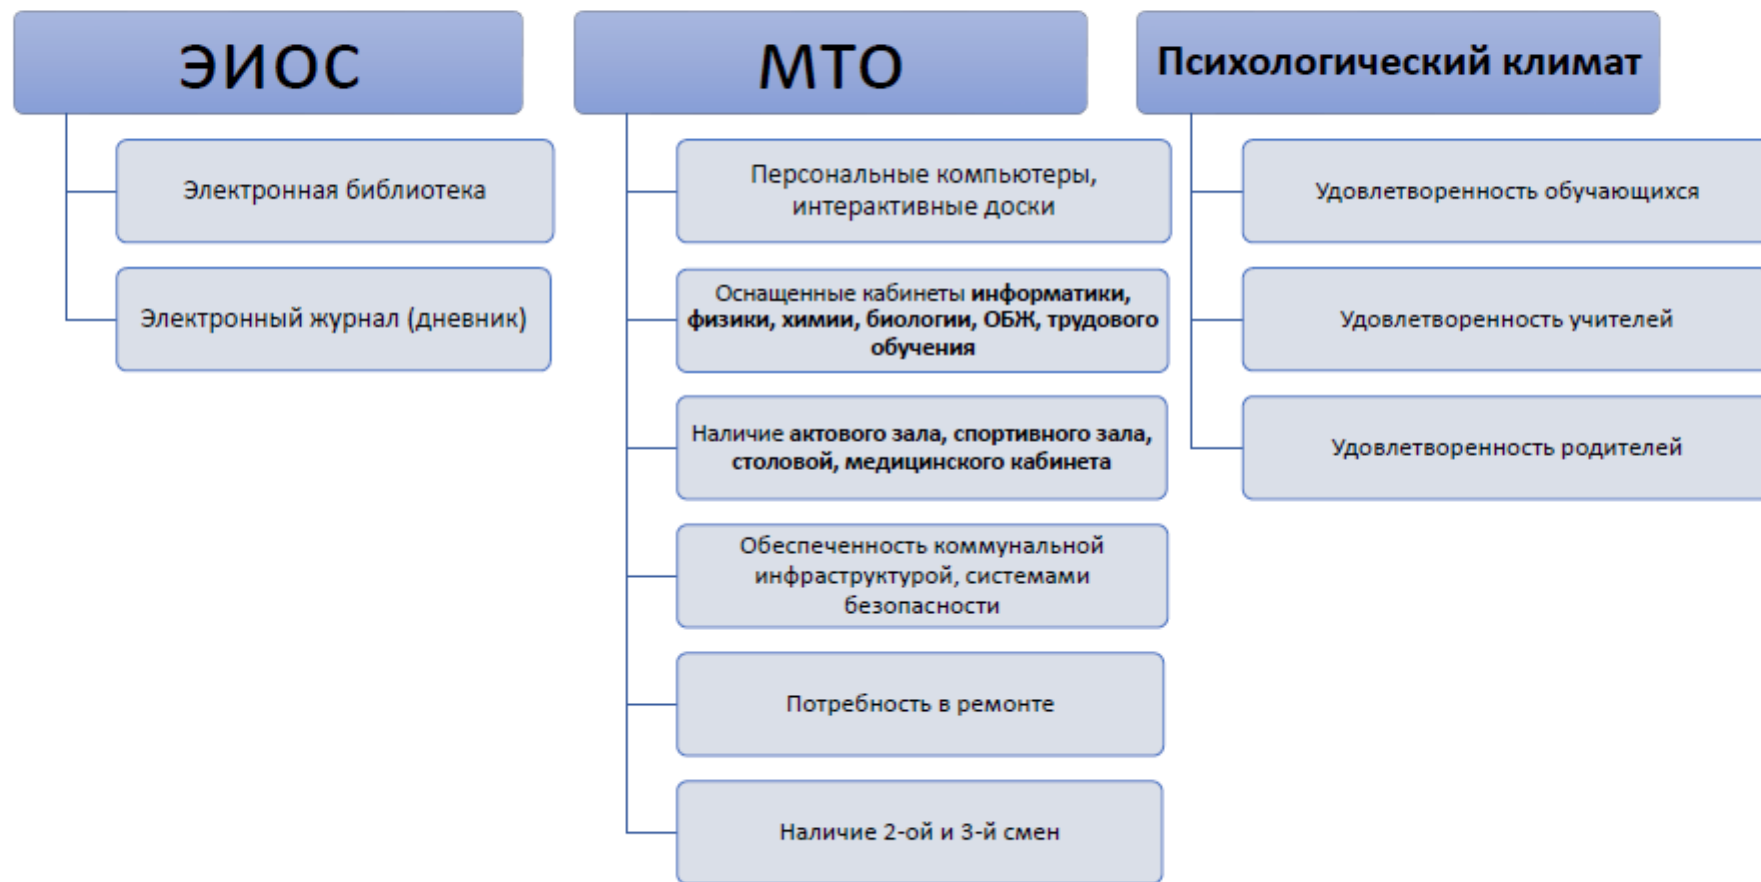 ЭИОС
Электронная библиотека
Электронный журнал (дневник)
МТО
Персональные компьютеры,
интерактивные доски
Оснащенные кабинеты информатики,
физики, химии, биологии, ОБЖ, трудового
обучения
Наличие актового зала, спортивного зала,
столовой, медицинского кабинета
Обеспеченность коммунальной
инфраструктурой, системами
безопасности
Потребность в ремонте
Наличие 2-ой и 3-й смен
Психологический климат
Удовлетворенность обучающихся
Удовлетворенность учителей
Удовлетворенность родителей